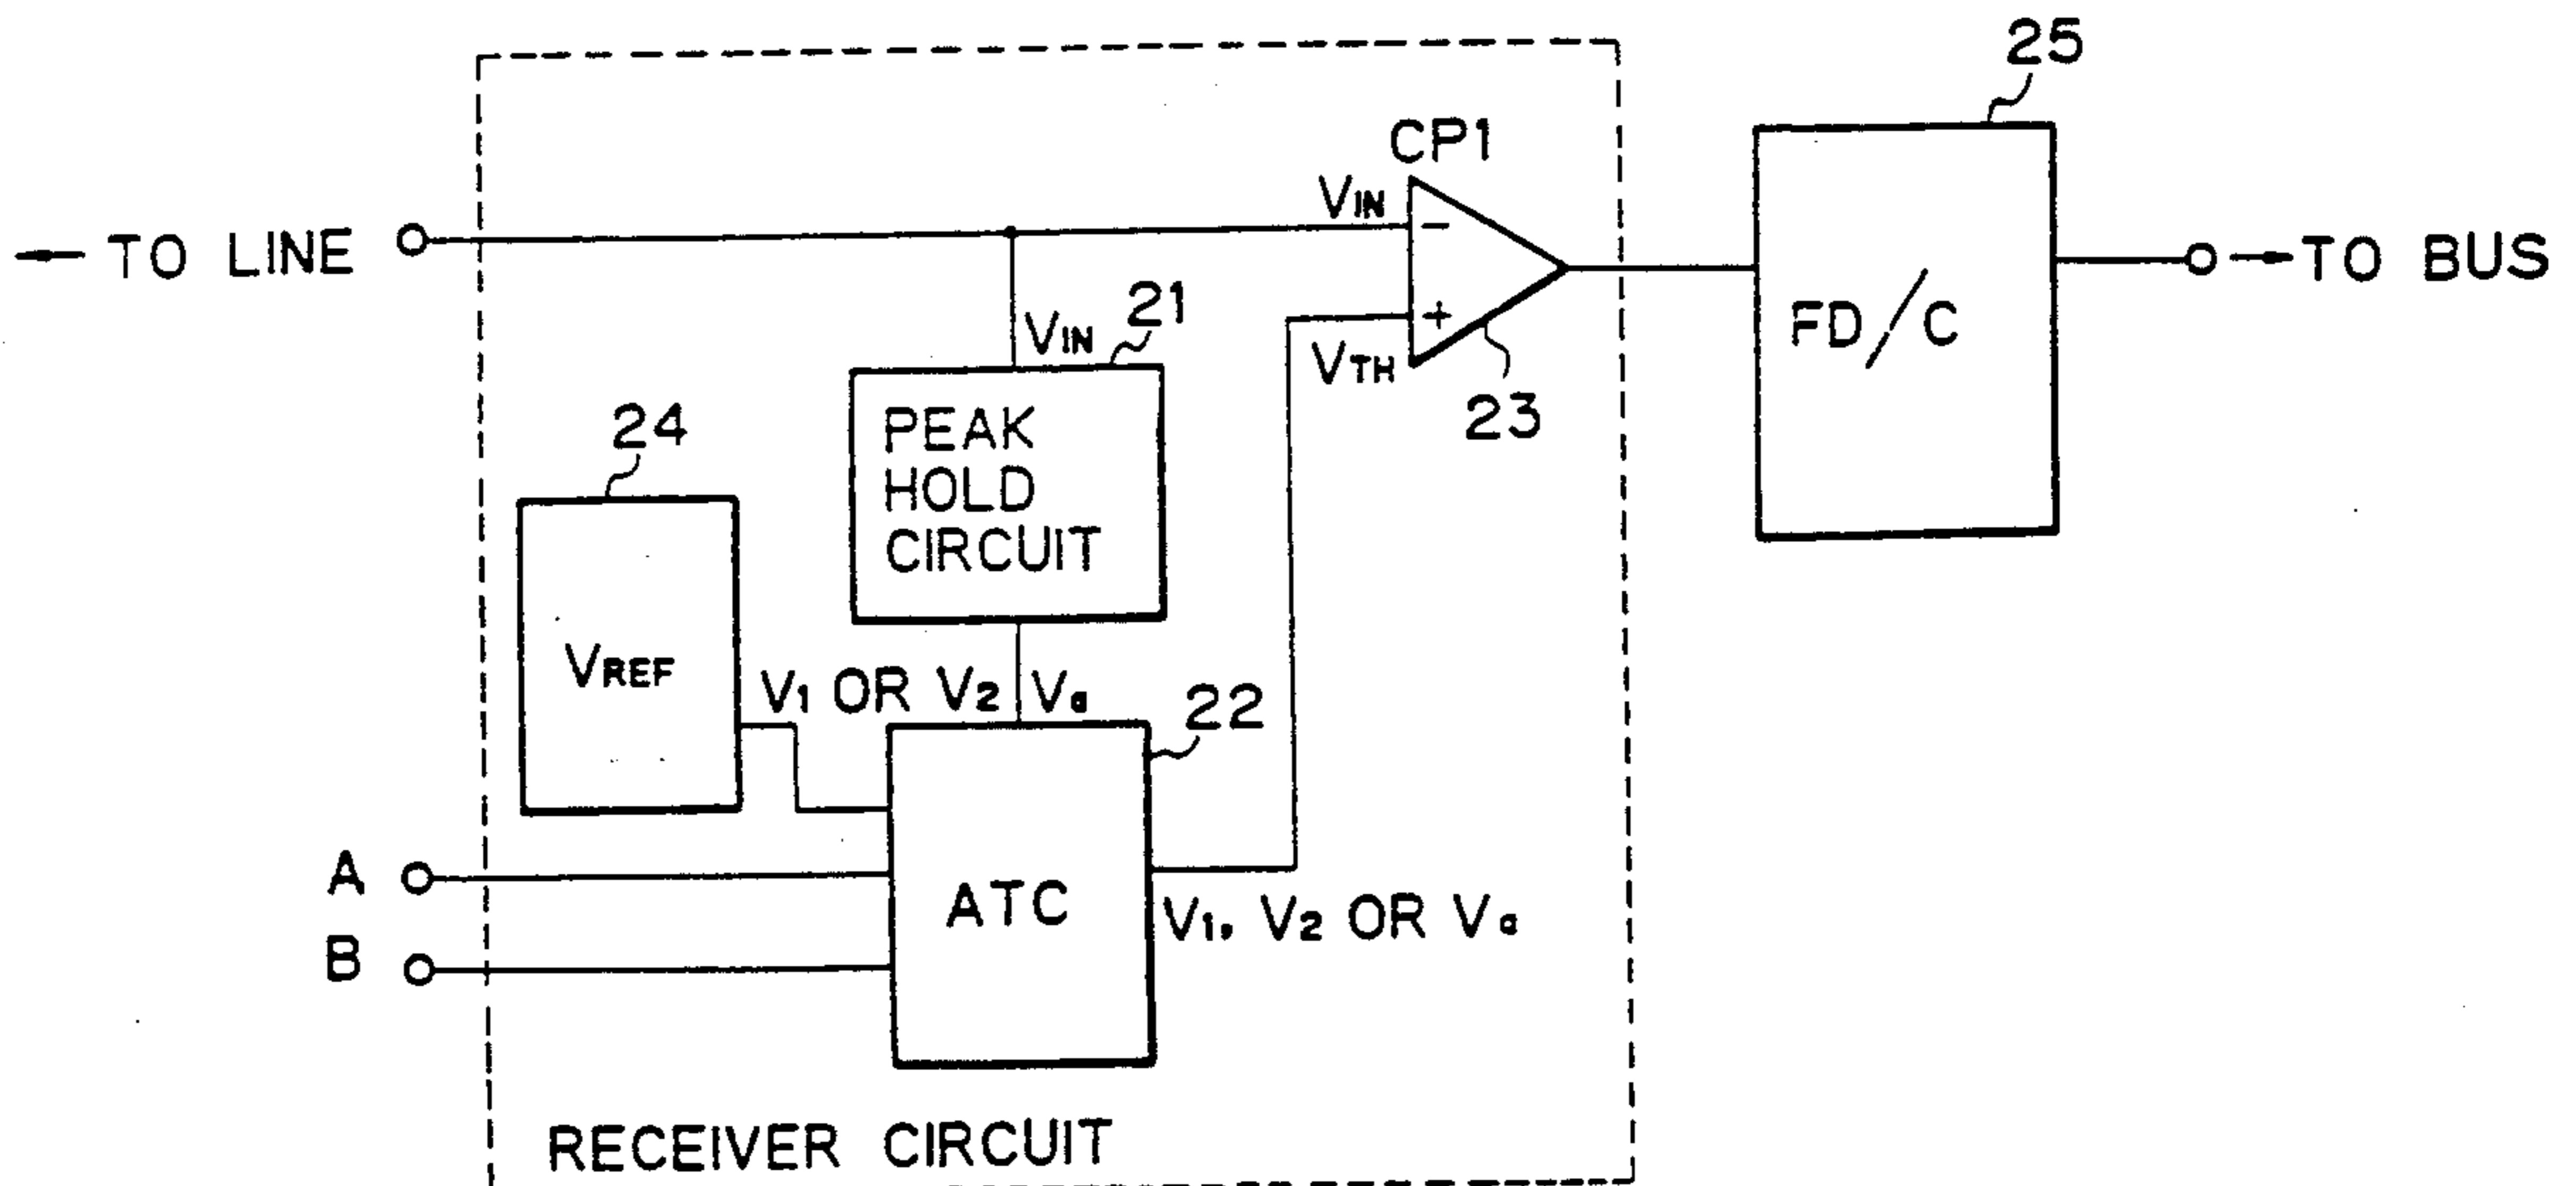 25
CP1
VIN
−
TO LINE
TO BUS
+
VIN
21
FD/C
VTH
23
PEAK
HOLD
CIRCUIT
24
VREF
V1 OR V2
Va
22
A
ATC
V1, V2 OR Va
B
RECEIVER CIRCUIT